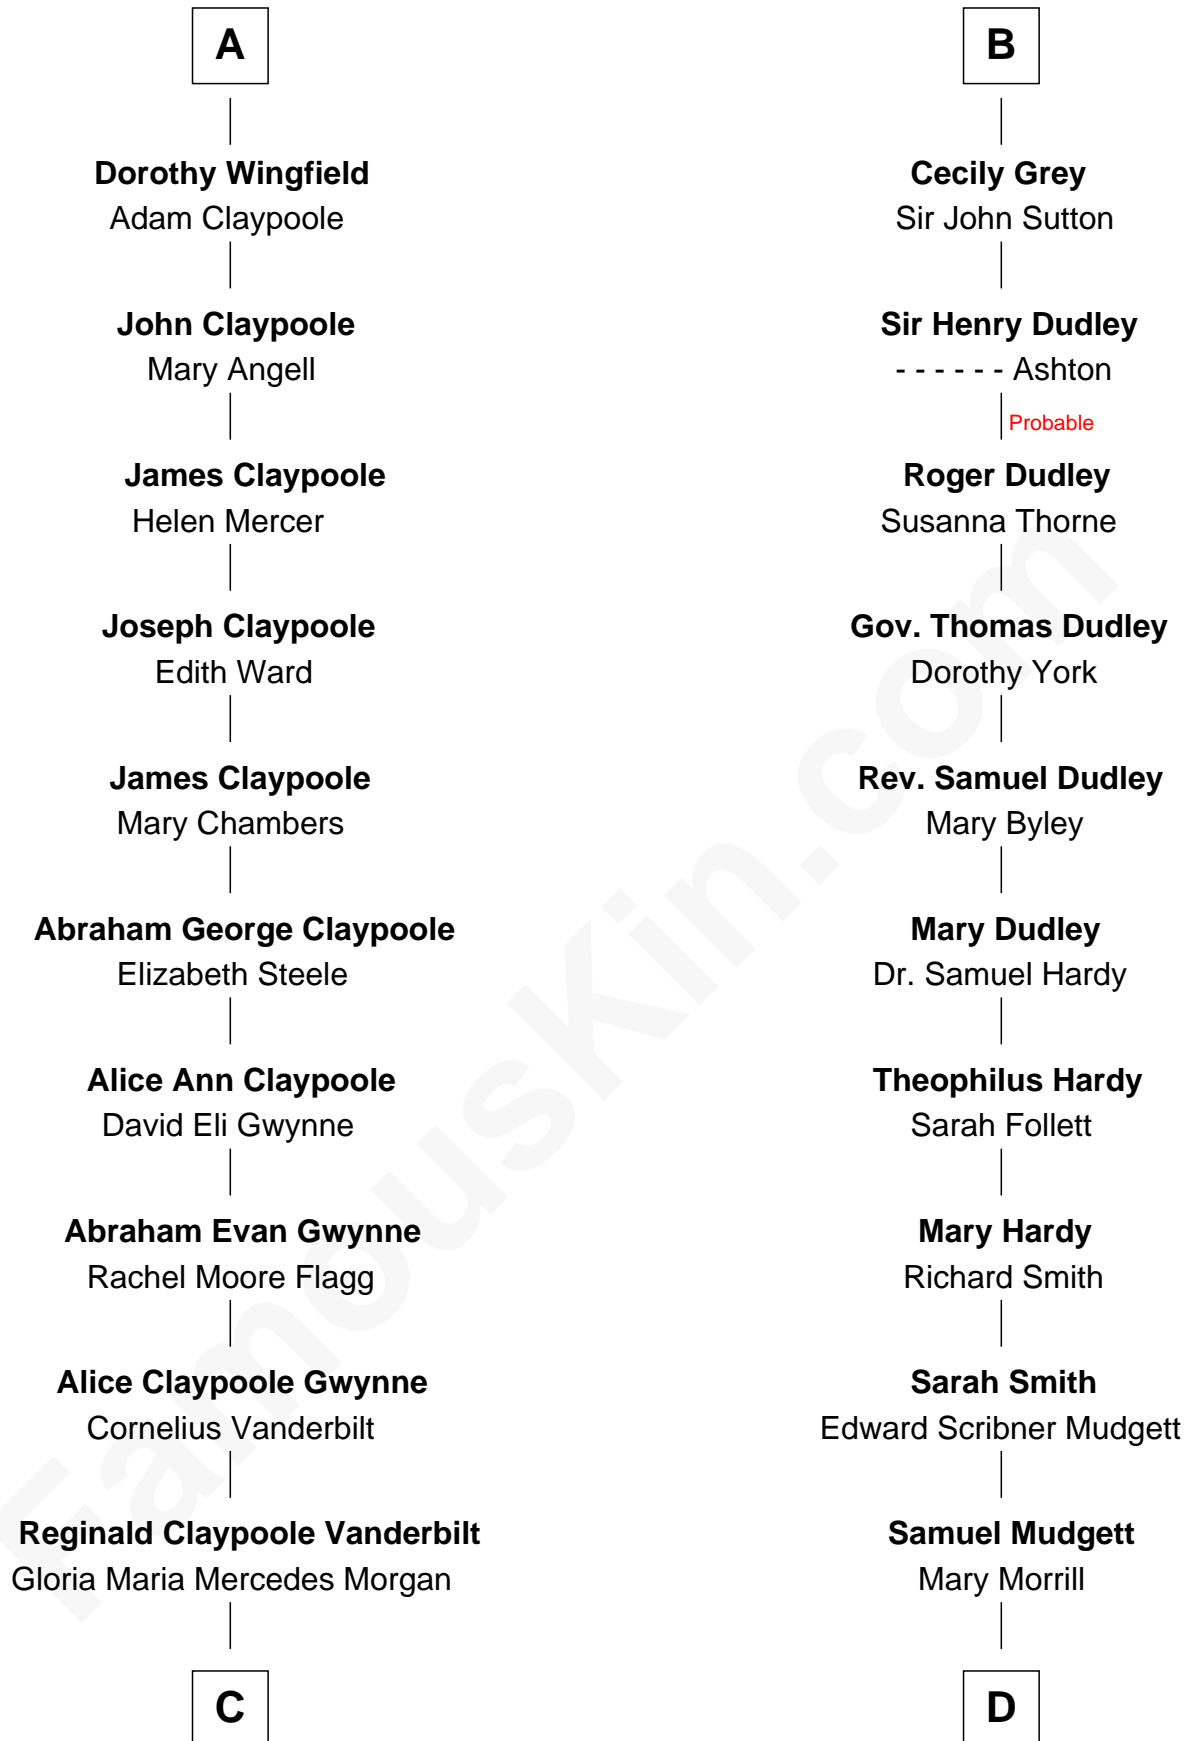 A
Dorothy Wingfield
Adam Claypoole
John Claypoole
Mary Angell
James Claypoole
Helen Mercer
Joseph Claypoole
Edith Ward
James Claypoole
Mary Chambers
Abraham George Claypoole
Elizabeth Steele
Alice Ann Claypoole
David Eli Gwynne
Abraham Evan Gwynne
Rachel Moore Flagg
Alice Claypoole Gwynne
Cornelius Vanderbilt
Reginald Claypoole Vanderbilt
Gloria Maria Mercedes Morgan
C
B
Cecily Grey
Sir John Sutton
Sir Henry Dudley
- - - - - - Ashton
Probable
Roger Dudley
Susanna Thorne
Gov. Thomas Dudley
Dorothy York
Rev. Samuel Dudley
Mary Byley
Mary Dudley
Dr. Samuel Hardy
Theophilus Hardy
Sarah Follett
Mary Hardy
Richard Smith
Sarah Smith
Edward Scribner Mudgett
Samuel Mudgett
Mary Morrill
D
FamousKin.com